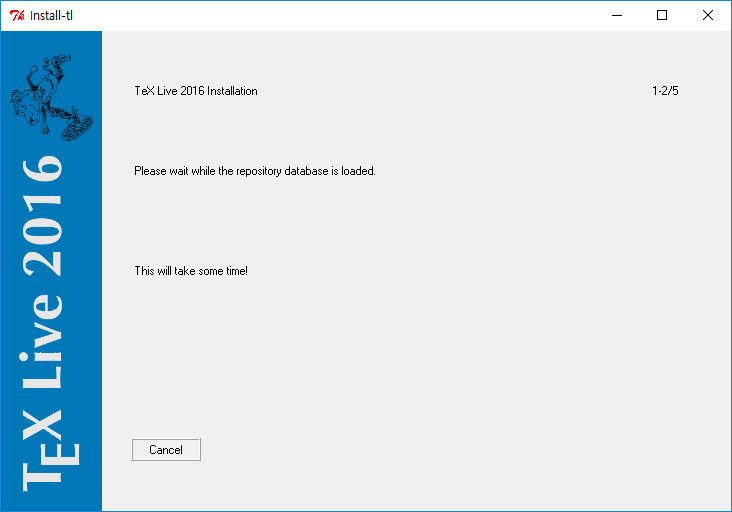 Install-tl
TeX Live 2016 Installation 1-2/5
Please wait while the repository database is loaded.
This will take some time!
Cancel
TEX Live 2016